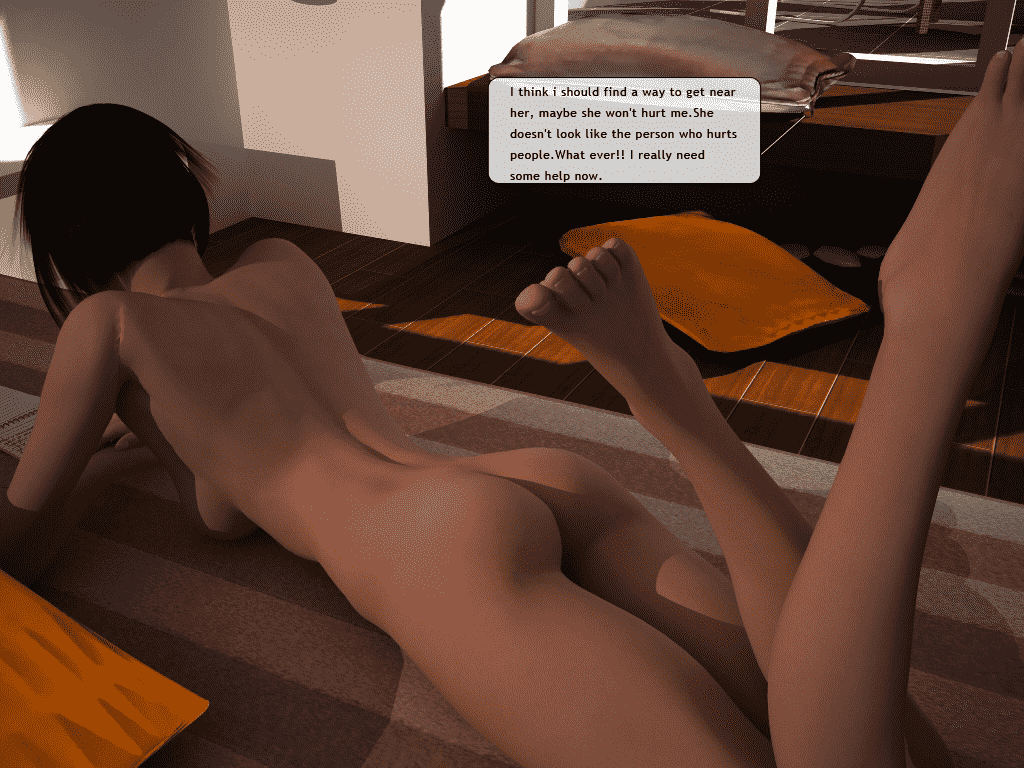 I think i should find a way to get near
her, maybe she won't hurt me.She
doesn't look like the person who hurts
people.What ever!! I really need
some help now.